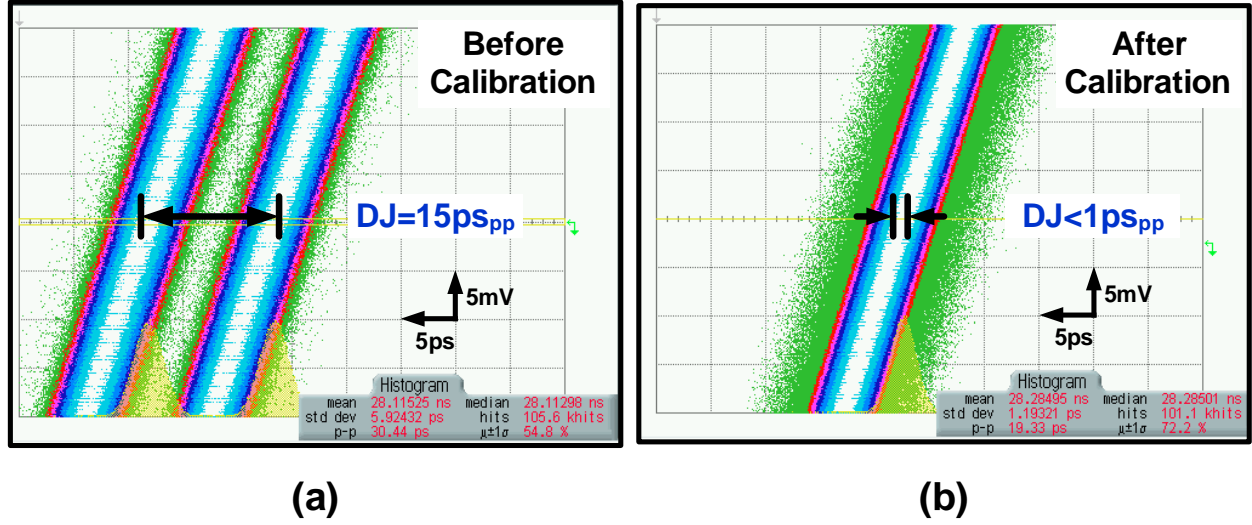 Before
Calibration
DJ=15pspp
5mV
5ps
Histogram
mean 28.11525 ns median 28.11298 ns
std dev 5.92432 ps hits 105.6 khits
p-p 30.44 ps µ±1σ 54.8 %
(a)
After
Calibration
DJ<1pspp
5mV
5ps
Histogram
mean 28.28495 ns median 28.28501 ns
std dev 1.19321 ps hits 101.1 khits
p-p 19.33 ps µ±1σ 72.2 %
(b)